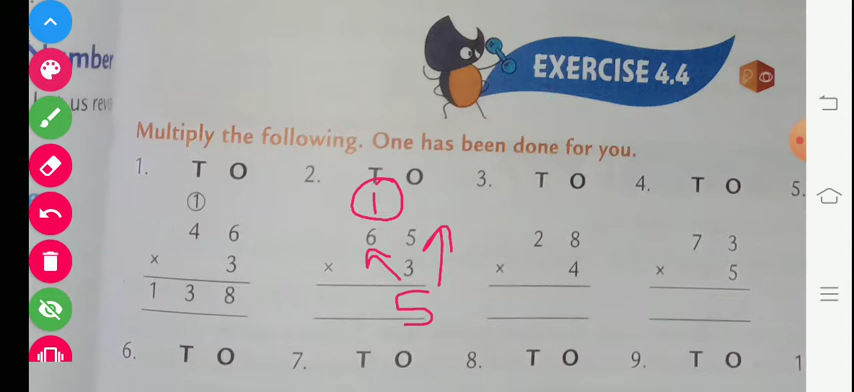 mber
us reve
EXERCISE 4.4
Multiply the following. One has been done for you.
1. T O
1
4 6
× 3
1 3 8
2. T O
1
6 5
× 3
5
3. T O
2 8
× 4
4. T O
7 3
× 5
5.
6. T O
7. T O
8. T O
9. T O
1